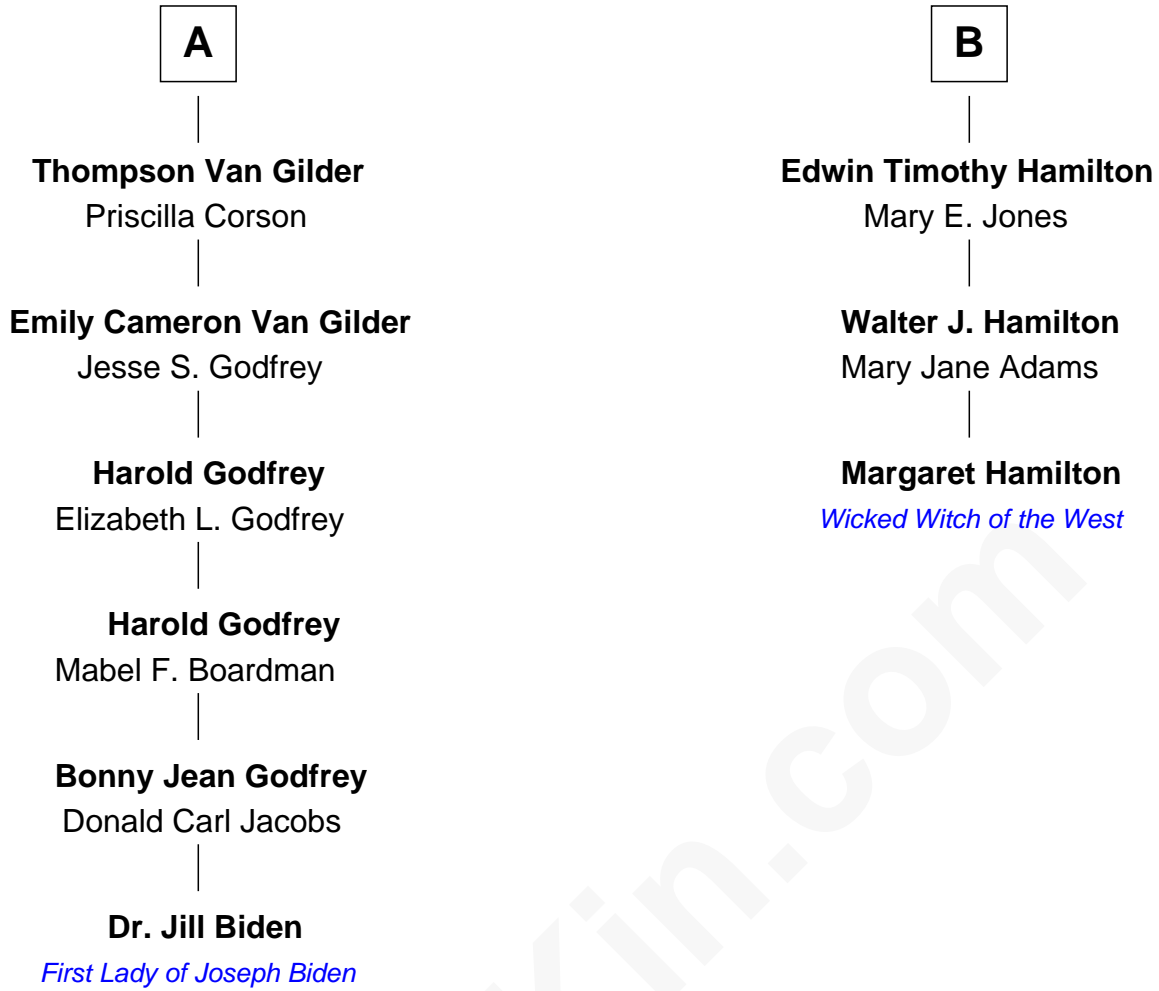 A
Thompson Van Gilder
Priscilla Corson
Emily Cameron Van Gilder
Jesse S. Godfrey
Harold Godfrey
Elizabeth L. Godfrey
Harold Godfrey
Mabel F. Boardman
Bonny Jean Godfrey
Donald Carl Jacobs
Dr. Jill Biden
First Lady of Joseph Biden
B
Edwin Timothy Hamilton
Mary E. Jones
Walter J. Hamilton
Mary Jane Adams
Margaret Hamilton
Wicked Witch of the West
Kin.com